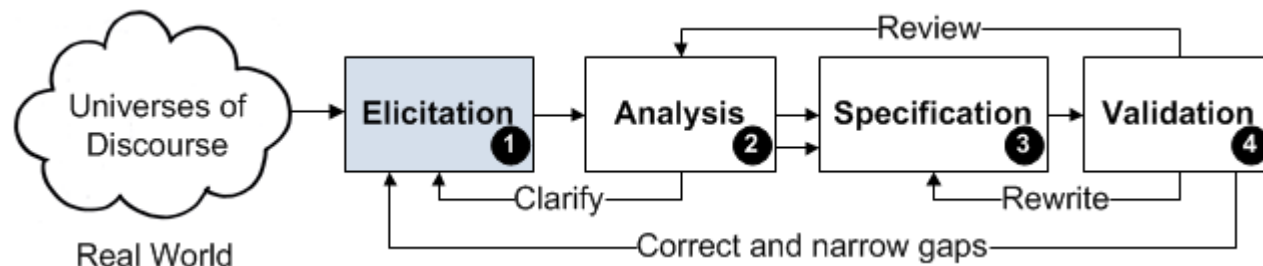 Review
Universes of
Discourse
Elicitation
1
Analysis
2
Specification
3
Validation
4
Clarify
Rewrite
Correct and narrow gaps
Real World